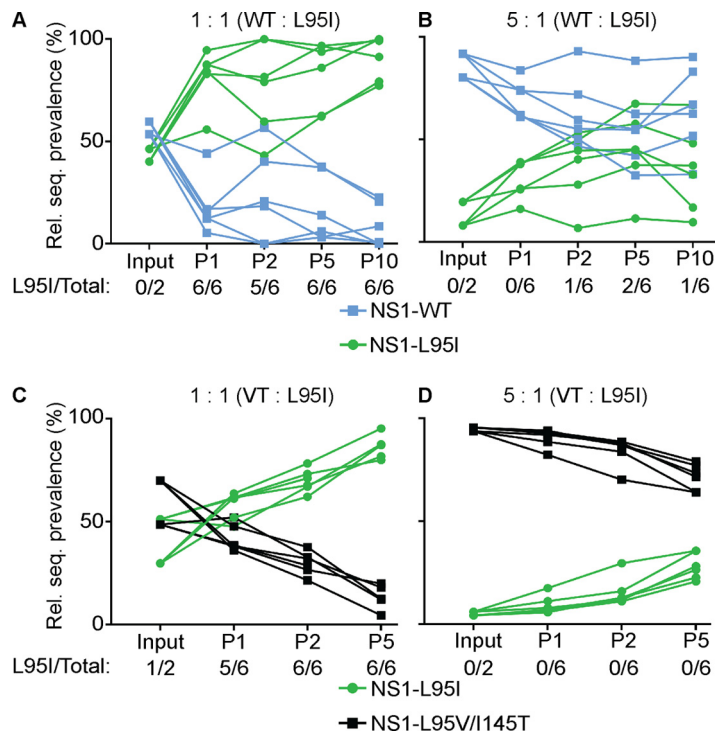 A
1 : 1 (WT : L95I)
Rel. seq. prevalence (%)
100
50
0
Input P1 P2 P5 P10
L95I/Total: 0/2 6/6 5/6 6/6 6/6
B
5 : 1 (WT : L95I)
Input P1 P2 P5 P10
0/2 0/6 1/6 2/6 1/6
NS1-WT
NS1-L95I
C
1 : 1 (VT : L95I)
Rel. seq. prevalence (%)
100
50
0
Input P1 P2 P5
L95I/Total: 1/2 5/6 6/6 6/6
D
5 : 1 (VT : L95I)
Input P1 P2 P5
0/2 0/6 0/6 0/6
NS1-L95I
NS1-L95V/I145T